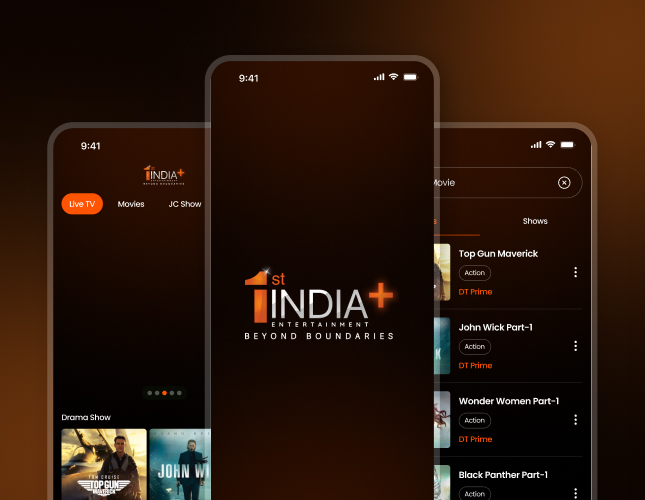 9:41
1st
INDIA+
ENTERTAINMENT
BEYOND BOUNDARIES
9:41
1st INDIA+
ENTERTAINMENT
BEYOND BOUNDARIES
Live TV
Movies
JC Show
Drama Show
TOM CRUISE
TOP GUN
MAVERICK
JOHN WI
Movie
s
Shows
Top Gun Maverick
Action
DT Prime
John Wick Part-1
Action
DT Prime
Wonder Women Part-1
Action
DT Prime
Black Panther Part-1
Action